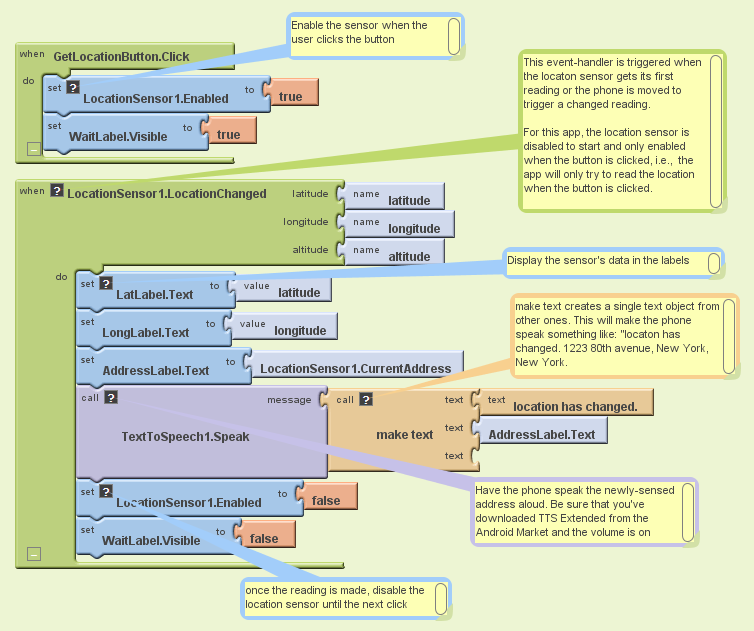 Enable the sensor when the
user clicks the button
when GetLocationButton.Click
do set ? LocationSensor1.Enabled to true
set WaitLabel.Visible to true
This event-handler is triggered when
the locaton sensor gets its first
reading or the phone is moved to
trigger a changed reading.
For this app, the location sensor is
disabled to start and only enabled
when the button is clicked, i.e., the
app will only try to read the location
when the button is clicked.
when ? LocationSensor1.LocationChanged latitude name latitude
longitude name longitude
altitude name altitude
Display the sensor's data in the labels
do set ? LatLabel.Text to value latitude
set LongLabel.Text to value longitude
set AddressLabel.Text to LocationSensor1.CurrentAddress
make text creates a single text object from
other ones. This will make the phone
speak something like: "locaton has
changed. 1223 80th avenue, New York,
New York.
call ? TextToSpeech1.Speak message call ? make text text text location has changed.
text AddressLabel.Text
text
Have the phone speak the newly-sensed
address aloud. Be sure that you've
downloaded TTS Extended from the
Android Market and the volume is on
set ? LocationSensor1.Enabled to false
set WaitLabel.Visible to false
once the reading is made, disable the
location sensor until the next click